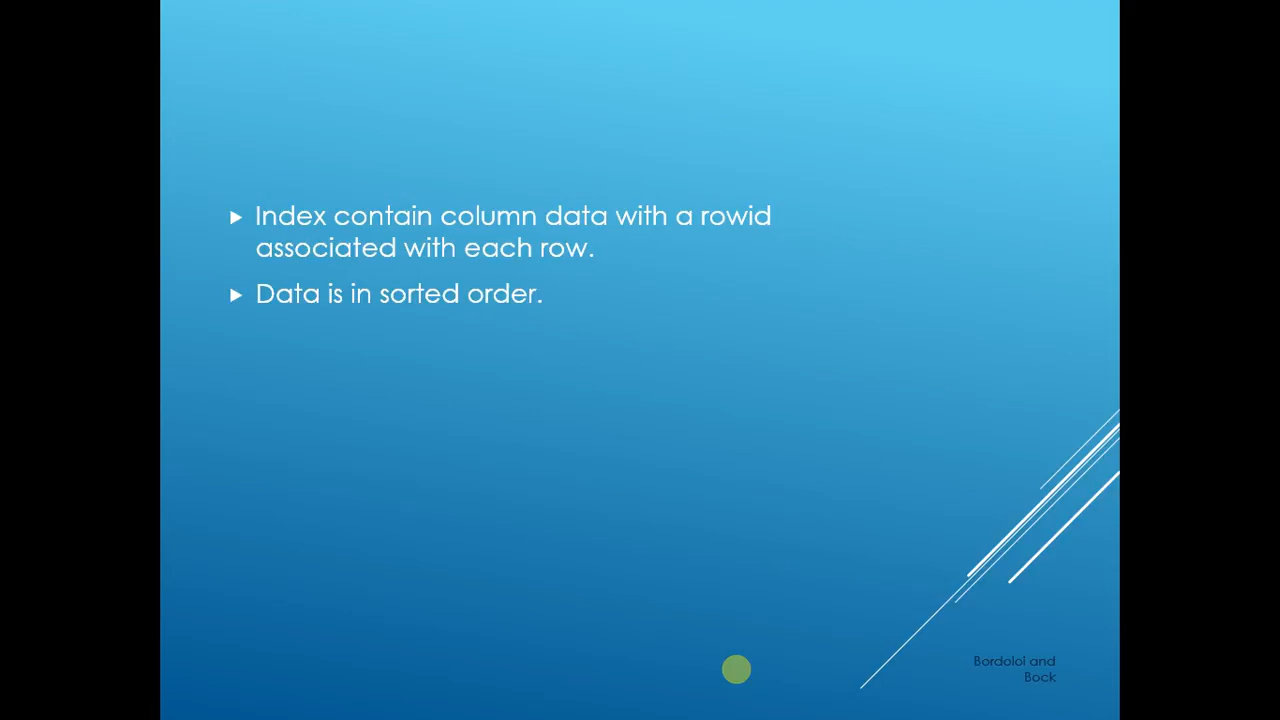 Index contain column data with a rowid
associated with each row.
Data is in sorted order.
Bordoloi and
Bock